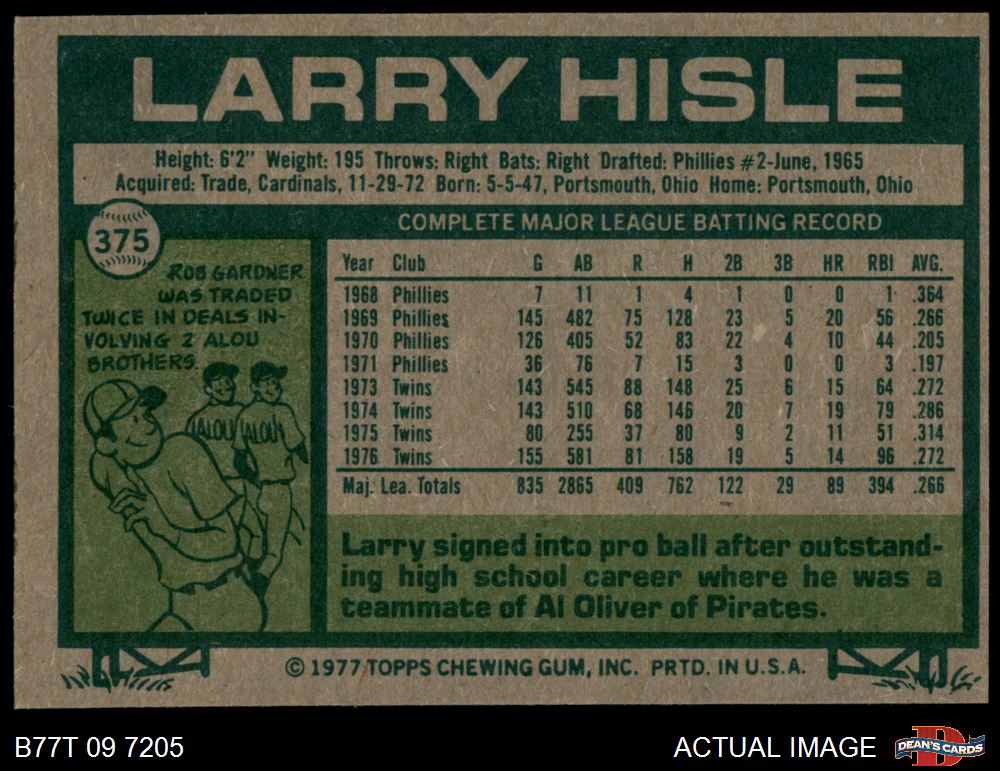 LARRY HISLE
Height: 6'2" Weight: 195 Throws: Right Bats: Right Drafted: Phillies #2-June, 1965
Acquired: Trade, Cardinals, 11-29-72 Born: 5-5-47, Portsmouth, Ohio Home: Portsmouth, Ohio
375
ROB GARDNER
WAS TRADED
TWICE IN DEALS IN-
VOLVING 2 ALOU
BROTHERS.
ALOU ALOU
COMPLETE MAJOR LEAGUE BATTING RECORD
Year Club G AB R H 2B 3B HR RBI AVG.
1968 Phillies 7 11 1 4 1 0 0 1 .364
1969 Phillies 145 482 75 128 23 5 20 56 .266
1970 Phillies 126 405 52 83 22 4 10 44 .205
1971 Phillies 36 76 7 15 3 0 0 3 .197
1973 Twins 143 545 88 148 25 6 15 64 .272
1974 Twins 143 510 68 146 20 7 19 79 .286
1975 Twins 80 255 37 80 9 2 11 51 .314
1976 Twins 155 581 81 158 19 5 14 96 .272
Maj. Lea. Totals 835 2865 409 762 122 29 89 394 .266
Larry signed into pro ball after outstand-
ing high school career where he was a
teammate of Al Oliver of Pirates.
© 1977 TOPPS CHEWING GUM, INC. PRTD. IN U.S.A.
B77T 09 7205
ACTUAL IMAGE
D
DEAN'S CARDS